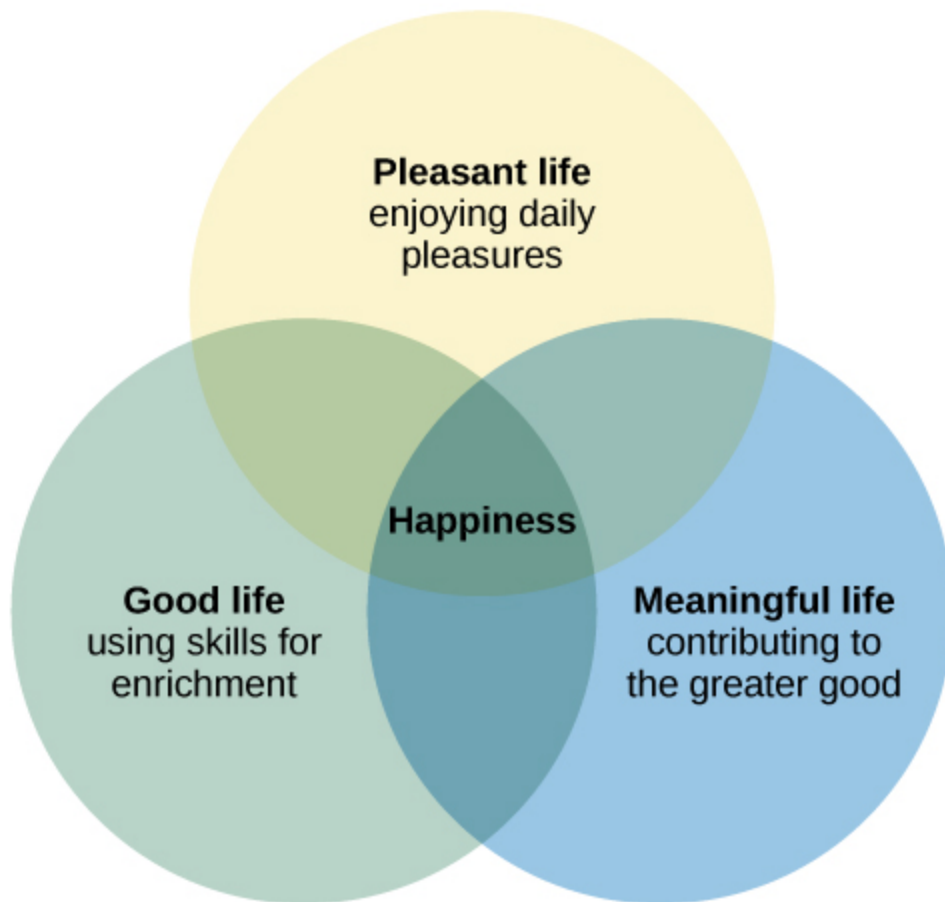 Pleasant life
enjoying daily
pleasures
Happiness
Good life
using skills for
enrichment
Meaningful life
contributing to
the greater good